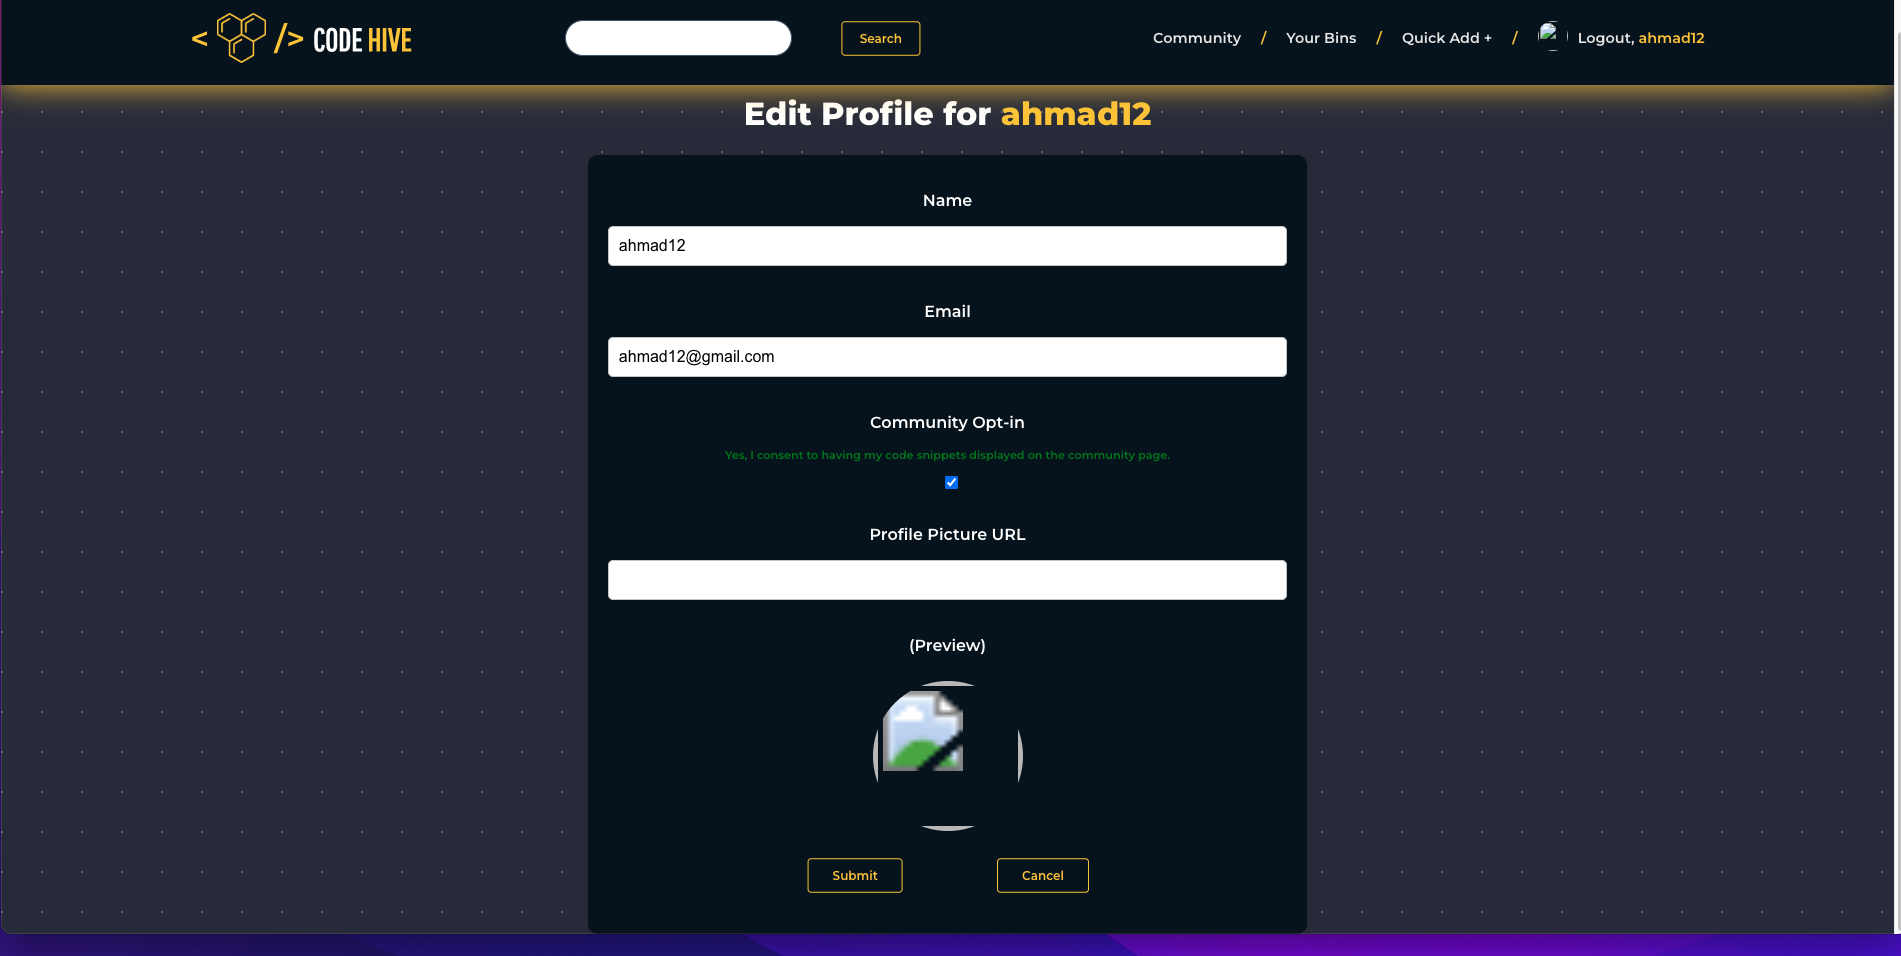 < /> CODE HIVE
Search
Community / Your Bins / Quick Add + / Logout, ahmad12
Edit Profile for ahmad12
Name
ahmad12
Email
ahmad12@gmail.com
Community Opt-in
Yes, I consent to having my code snippets displayed on the community page.
Profile Picture URL
(Preview)
Submit
Cancel